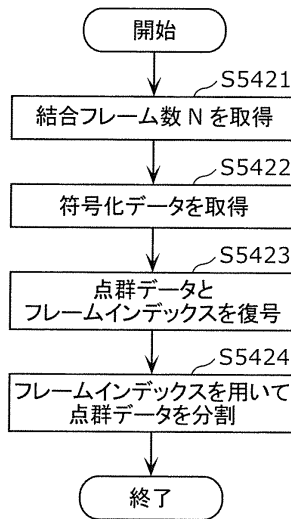 開始
S5421
結合フレーム数 N を取得
S5422
符号化データを取得
S5423
点群データと
フレームインデックスを復号
S5424
フレームインデックスを用いて
点群データを分割
終了